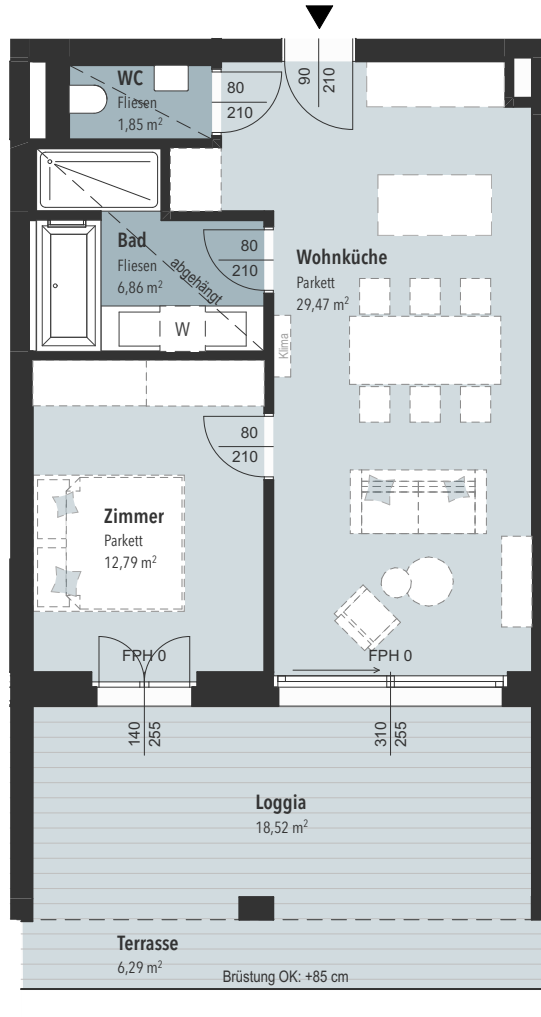 WC
Fliesen
1,85 m²
80
210
90
210
Bad
Fliesen
6,86 m²
abgehängt
80
210
W
Wohnküche
Parkett
29,47 m²
Klima
80
210
Zimmer
Parkett
12,79 m²
FPH 0
FPH 0
140
255
310
255
Loggia
18,52 m²
Terrasse
6,29 m²
Brüstung OK: +85 cm